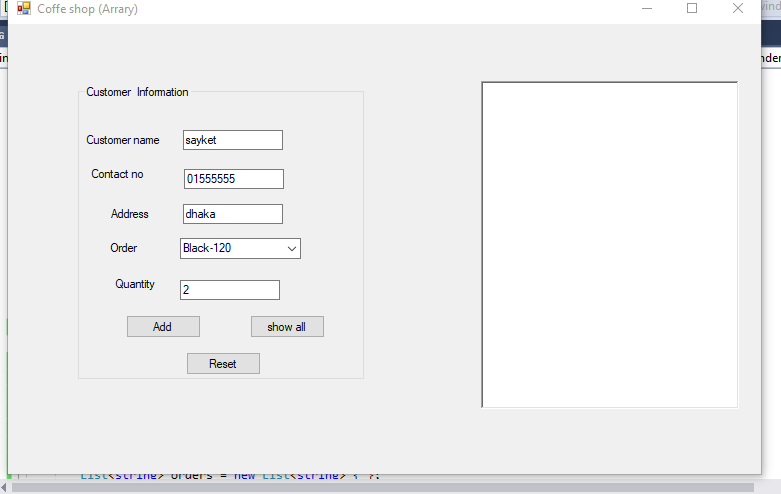 Coffe shop (Arrary)
Customer Information
Customer name
sayket
Contact no
01555555
Address
dhaka
Order
Black-120
Quantity
2
Add
show all
Reset
List<string> orders = new List<string> { };